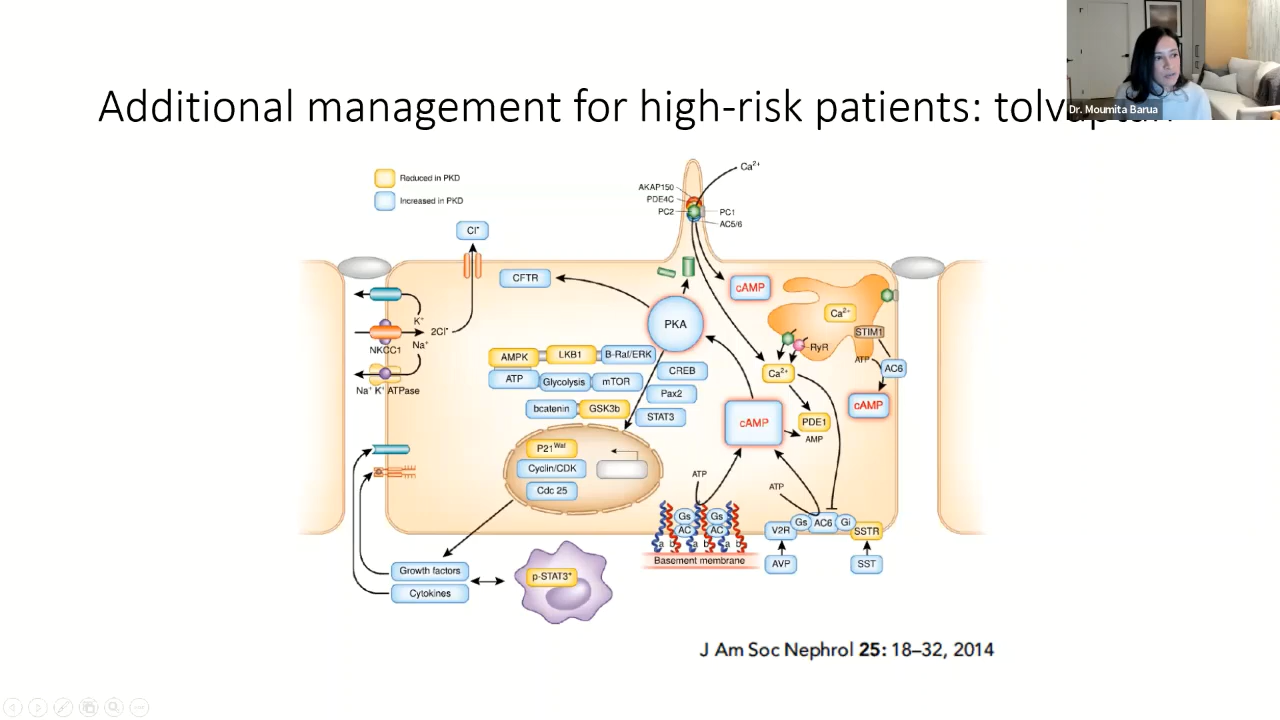 Additional management for high-risk patients: tolvaptan
Dr. Moumita Barua
Reduced in PKD
Increased in PKD
Ca²⁺
AKAP150
PDE4C
PC2
PC1
AC5/6
Cl⁻
CFTR
cAMP
PKA
Ca²⁺
STIM1
RyR
ATP
AC6
cAMP
K⁺
2Cl⁻
Na⁺
NKCC1
Na⁺ K⁺ ATPase
AMPK
LKB1
B-Raf/ERK
ATP
Glycolysis
mTOR
CREB
Pax2
bcatenin
GSK3b
STAT3
Ca²⁺
PDE1
AMP
cAMP
P21ᵂᵃᶠ
Cyclin/CDK
Cdc 25
ATP
ATP
Gs
Gs
AC
AC
a b a b a b
Basement membrane
V2R
Gs
AC6
Gi
SSTR
AVP
SST
Growth factors
Cytokines
p-STAT3*
J Am Soc Nephrol 25: 18–32, 2014